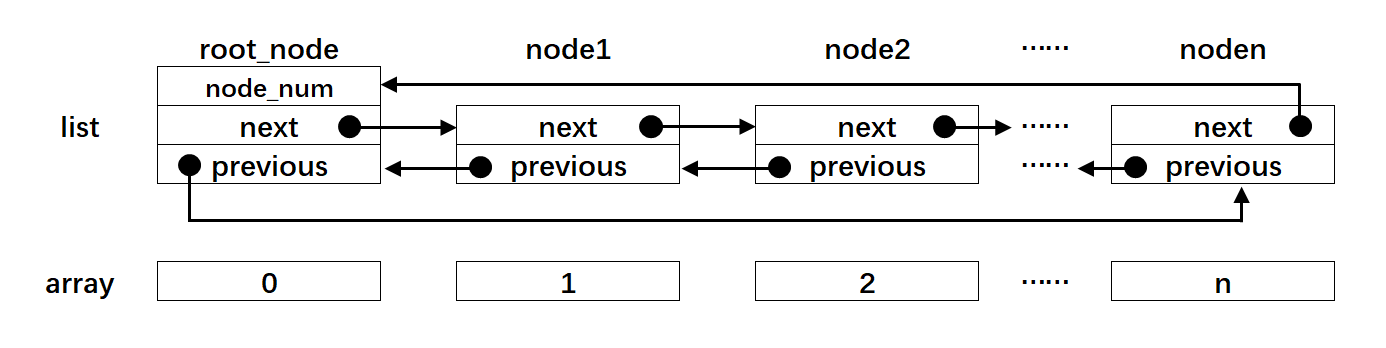 root_node node1 node2 ⋯⋯ noden
node_num
list next next next ⋯⋯ next
previous previous previous ⋯⋯ previous
array 0 1 2 ⋯⋯ n